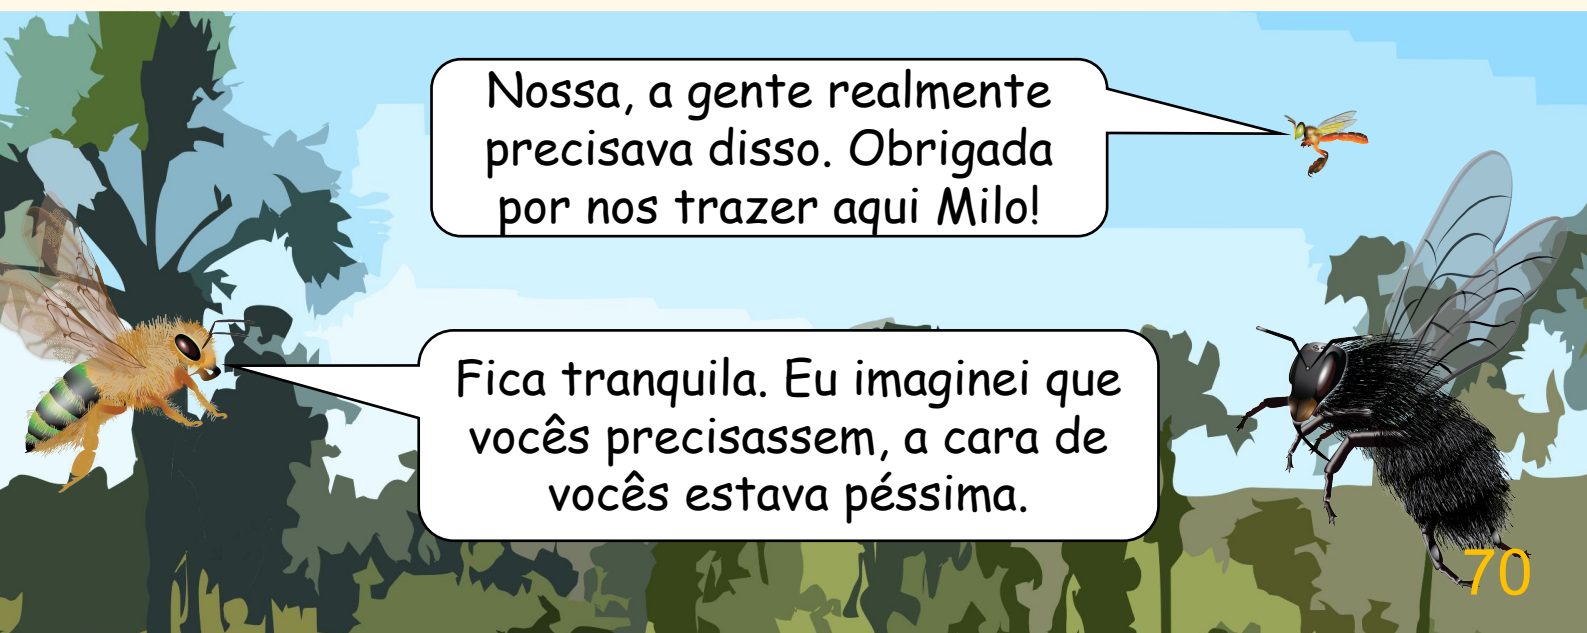 Nossa, a gente realmente
precisava disso. Obrigada
por nos trazer aqui Milo!
Fica tranquila. Eu imaginei que
vocês precisassem, a cara de
vocês estava péssima.
70